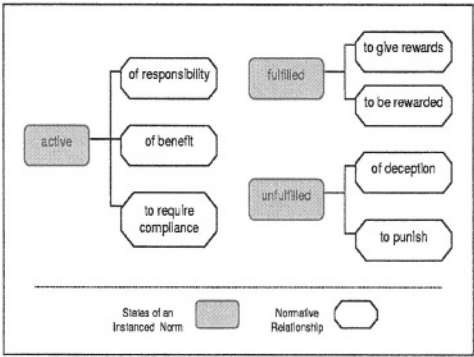 active
of responsibility
of benefit
to require
compliance
fulfilled
to give rewards
to be rewarded
unfulfilled
of deception
to punish
States of an
Instanced Norm
Normative
Relationship